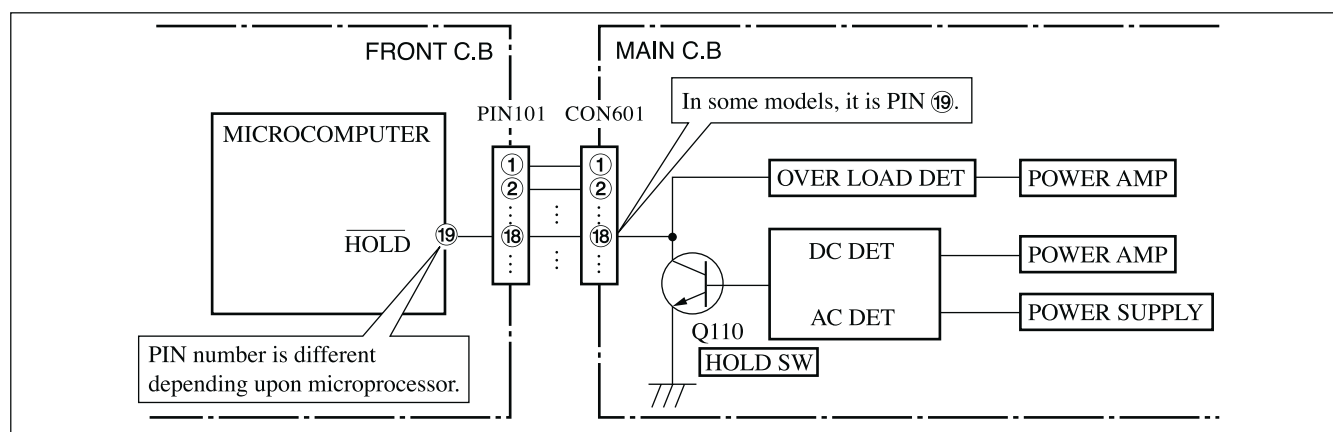 FRONT C.B
MAIN C.B
In some models, it is PIN ⑲.
PIN101
CON601
MICROCOMPUTER
① ①
② ②
HOLD
⑲
⑱ ⑱
OVER LOAD DET
POWER AMP
DC DET
POWER AMP
AC DET
POWER SUPPLY
Q110
HOLD SW
PIN number is different
depending upon microprocessor.